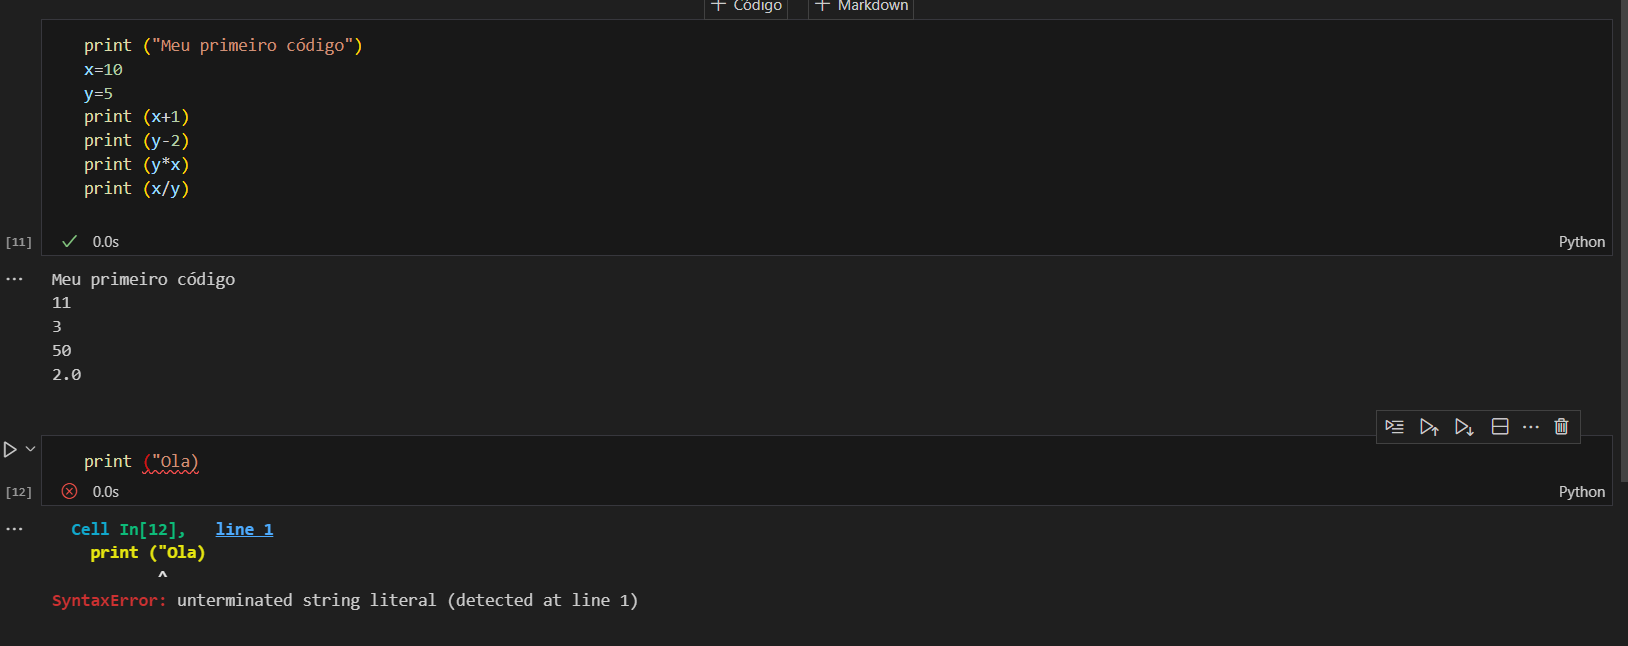 + Código + Markdown
print ("Meu primeiro código")
x=10
y=5
print (x+1)
print (y-2)
print (y*x)
print (x/y)
[11] 0.0s Python
Meu primeiro código
11
3
50
2.0
print ("Ola)
[12] 0.0s Python
Cell In[12], line 1
print ("Ola)
^
SyntaxError: unterminated string literal (detected at line 1)